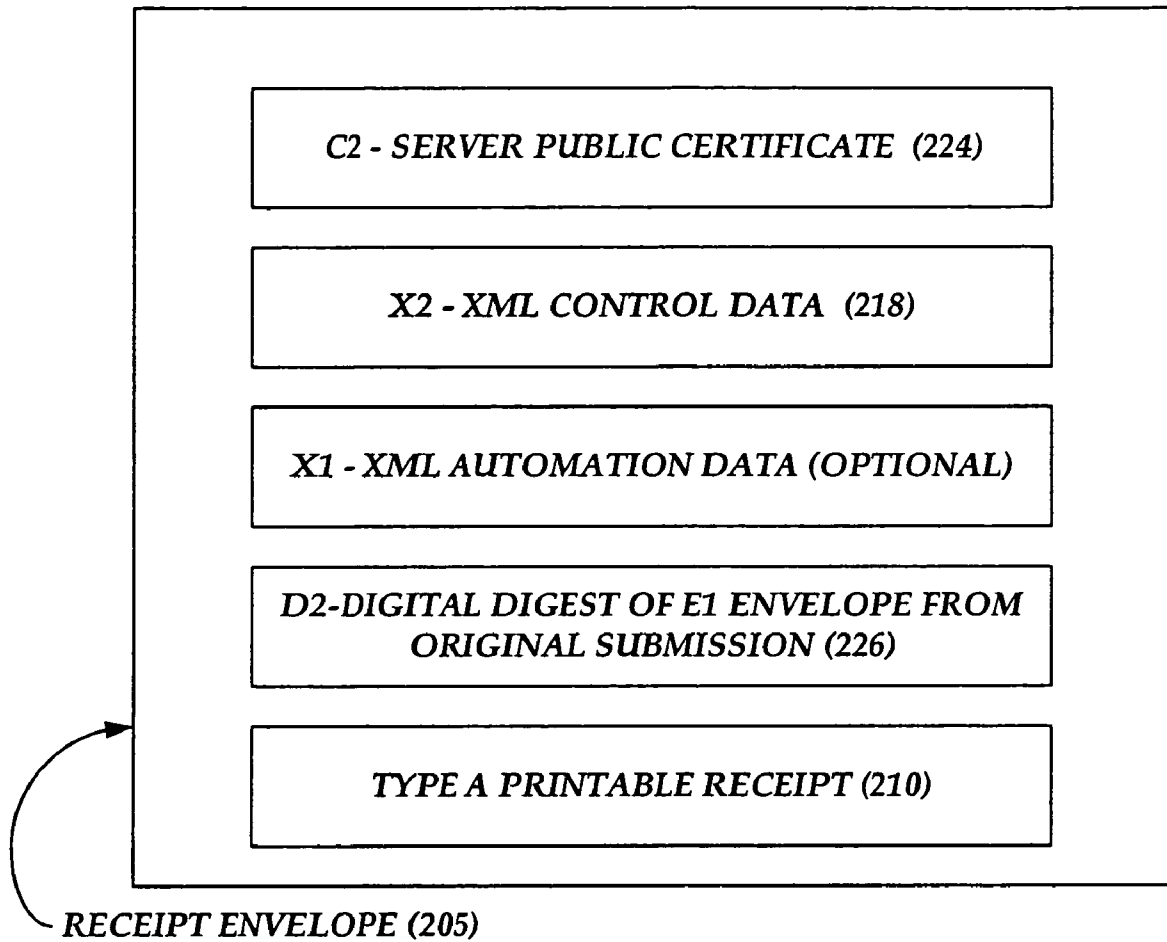 C2 - SERVER PUBLIC CERTIFICATE (224)
X2 - XML CONTROL DATA (218)
X1 - XML AUTOMATION DATA (OPTIONAL)
D2-DIGITAL DIGEST OF E1 ENVELOPE FROM
ORIGINAL SUBMISSION (226)
TYPE A PRINTABLE RECEIPT (210)
RECEIPT ENVELOPE (205)